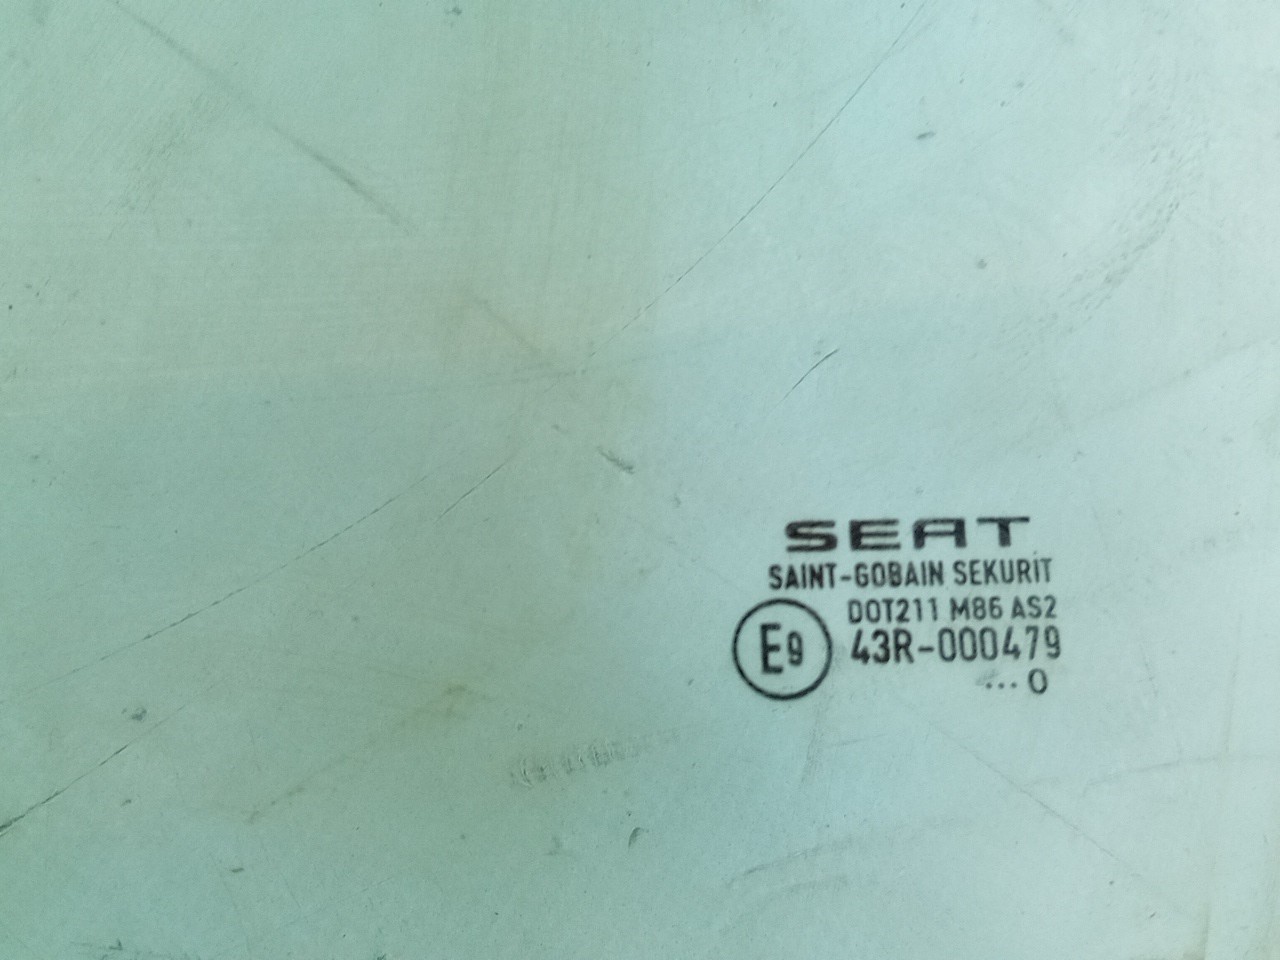 SEAT
SAINT-GOBAIN SEKURIT
DOT211 M86 AS2
E9 43R-000479
... 0